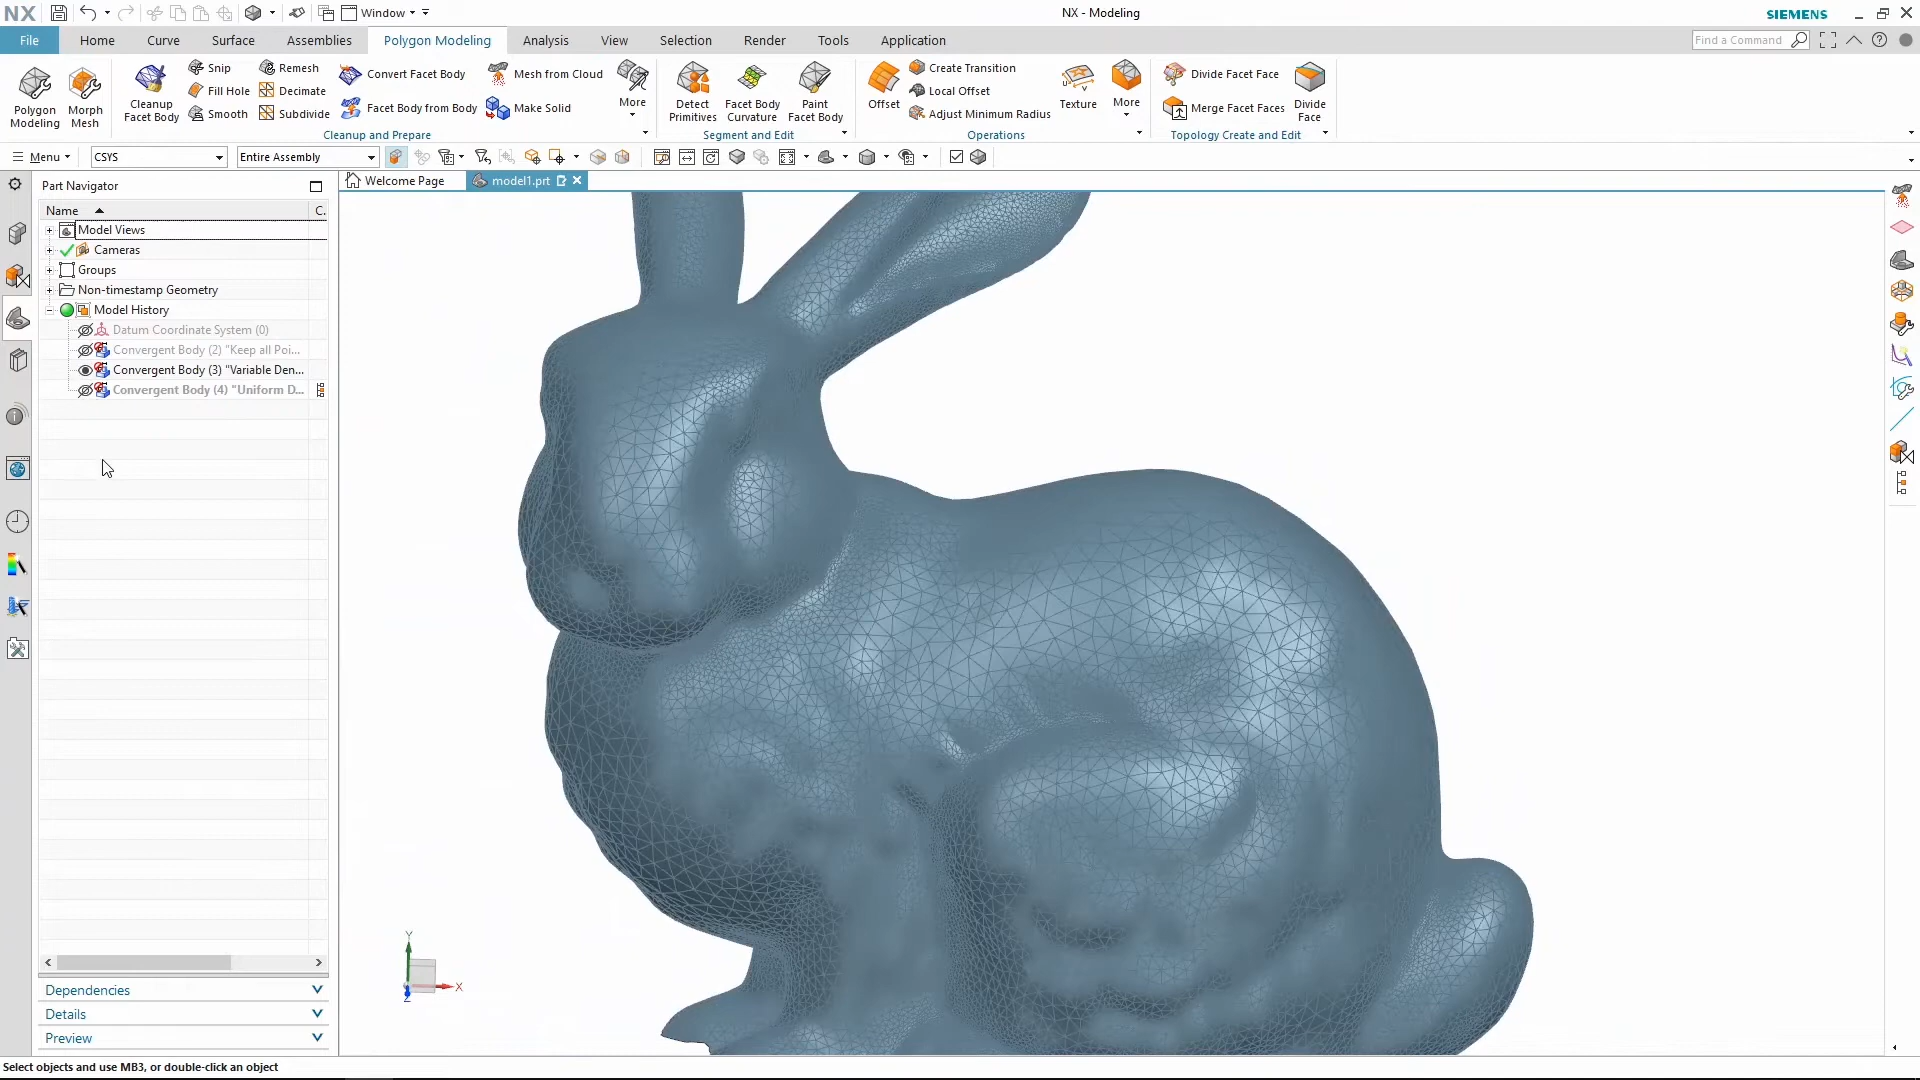 NX
Window
NX - Modeling
SIEMENS
File
Home
Curve
Surface
Assemblies
Polygon Modeling
Analysis
View
Selection
Render
Tools
Application
Find a Command
Polygon
Modeling
Morph
Mesh
Cleanup
Facet Body
Snip
Fill Hole
Smooth
Remesh
Decimate
Subdivide
Convert Facet Body
Facet Body from Body
Mesh from Cloud
Make Solid
More
Cleanup and Prepare
Detect
Primitives
Facet Body
Curvature
Paint
Facet Body
Segment and Edit
Offset
Create Transition
Local Offset
Adjust Minimum Radius
Texture
More
Operations
Divide Facet Face
Merge Facet Faces
Divide
Face
Topology Create and Edit
Menu
CSYS
Entire Assembly
Part Navigator
Welcome Page
model1.prt
Name
C.
Model Views
Cameras
Groups
Non-timestamp Geometry
Model History
Datum Coordinate System (0)
Convergent Body (2) "Keep all Poi...
Convergent Body (3) "Variable Den...
Convergent Body (4) "Uniform D...
Y
X
Z
Dependencies
Details
Preview
Select objects and use MB3, or double-click an object